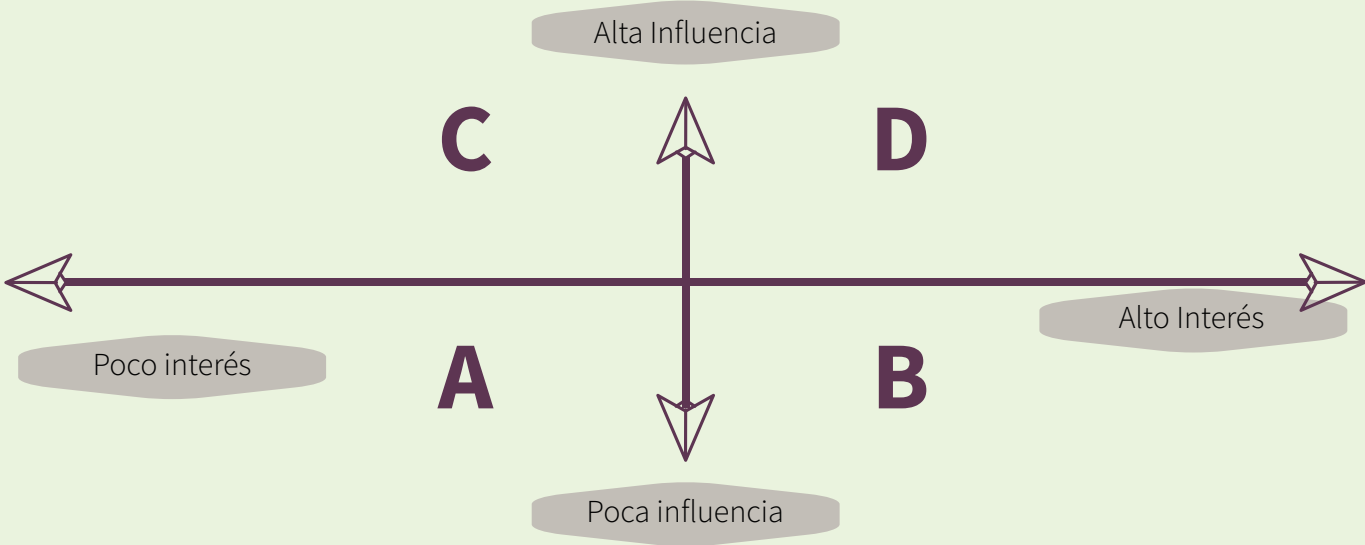 Alta Influencia
C
D
Alto Interés
Poco interés
A
B
Poca influencia